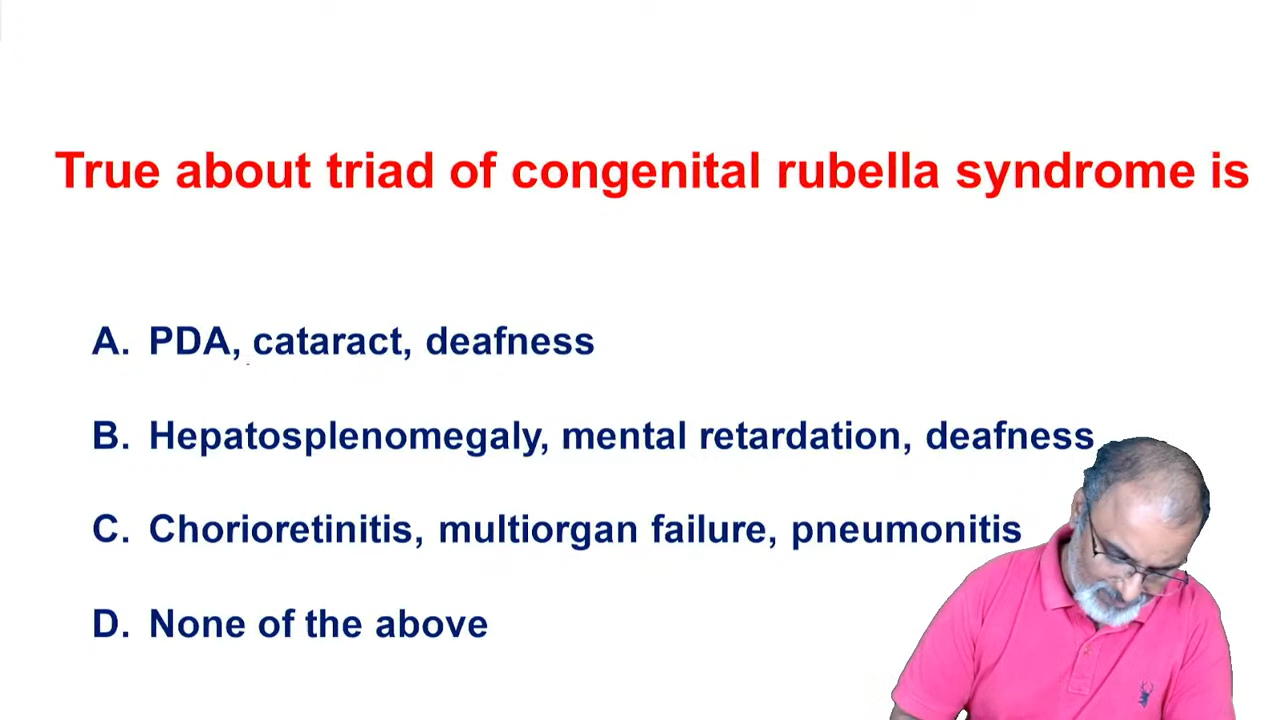 True about triad of congenital rubella syndrome is
A. PDA, cataract, deafness
B. Hepatosplenomegaly, mental retardation, deafness
C. Chorioretinitis, multiorgan failure, pneumonitis
D. None of the above